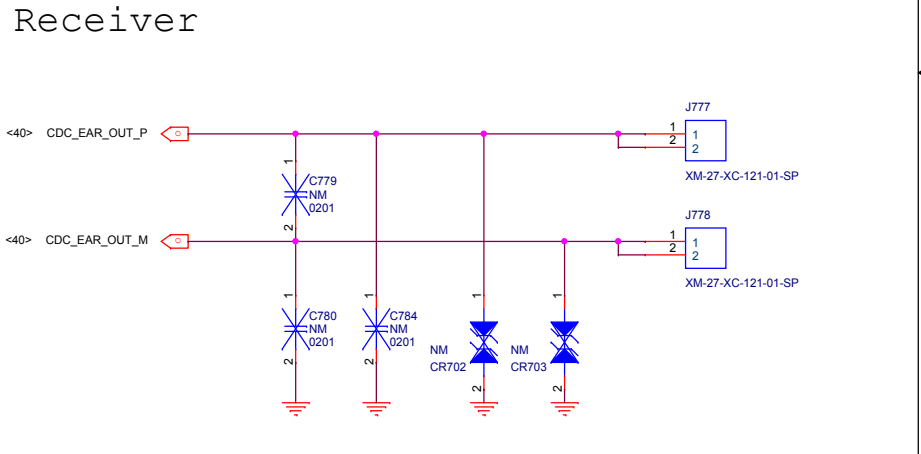 Receiver
J777
<40> CDC_EAR_OUT_P
1 1
2 2
XM-27-XC-121-01-SP
1
C779
NM
0201
2
J778
<40> CDC_EAR_OUT_M
1 1
2 2
XM-27-XC-121-01-SP
1 1 1 1
C780 C784
NM NM
0201 0201
NM NM
CR702 CR703
2 2 2 2